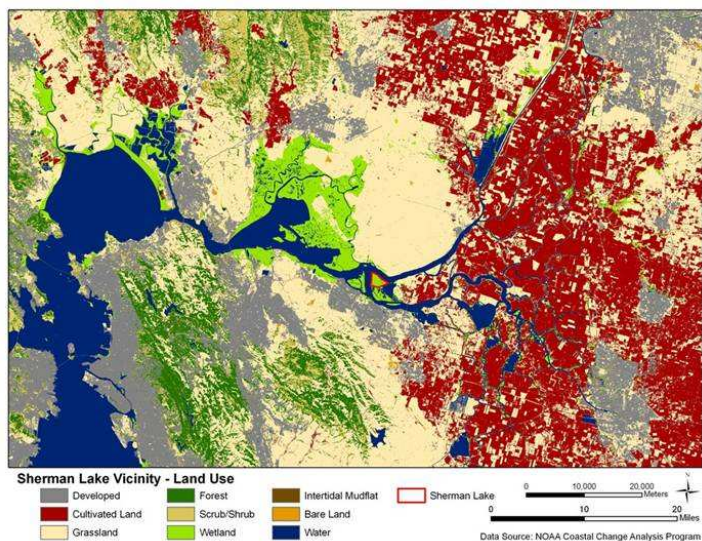 Sherman Lake Vicinity - Land Use
Developed
Cultivated Land
Grassland
Forest
Scrub/Shrub
Wetland
Intertidal Mudflat
Bare Land
Water
Sherman Lake
N
0 10,000 20,000
Meters
0 10 20
Miles
Data Source: NOAA Coastal Change Analysis Program